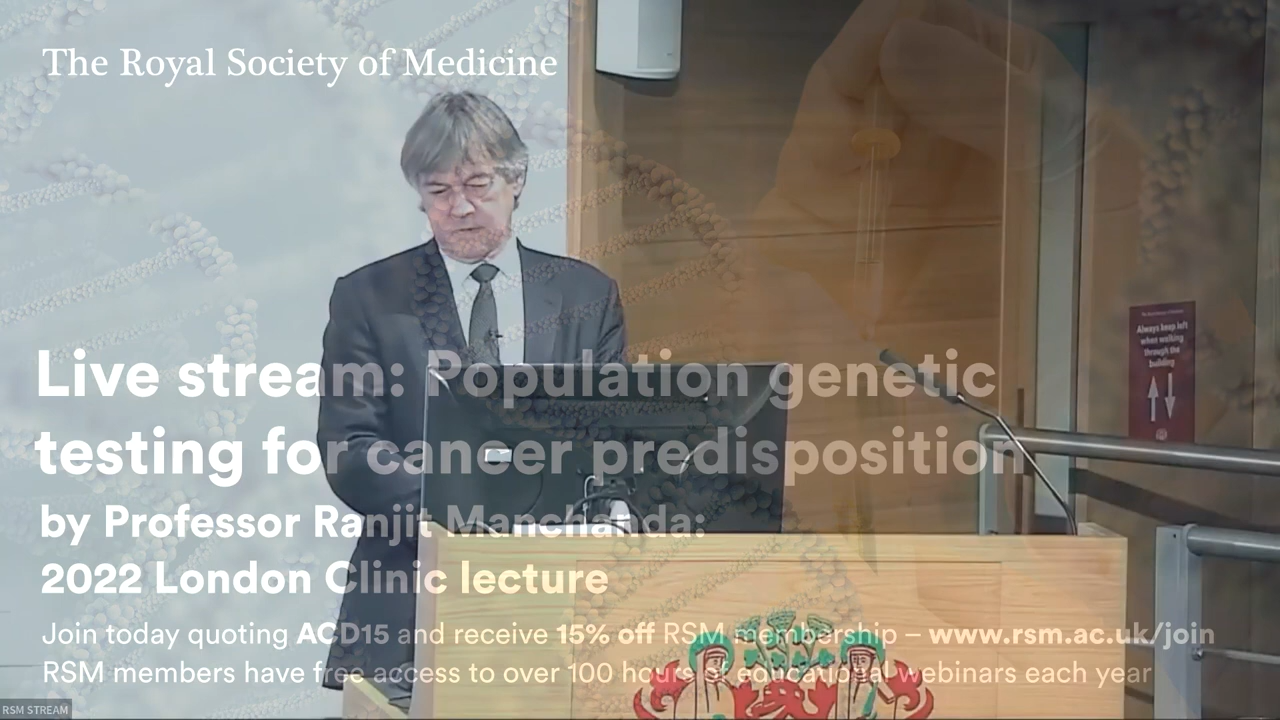 The Royal Society of Medicine
Live stream: Population genetic
testing for cancer predisposition
by Professor Ranjit Manchanda:
2022 London Clinic lecture
Join today quoting ACD15 and receive 15% off RSM membership – www.rsm.ac.uk/join
RSM members have free access to over 100 hours of educational webinars each year
Always keep left
when walking
through the
building
RSM STREAM